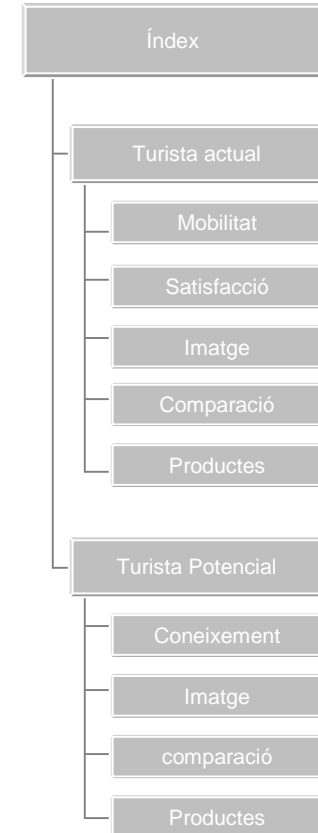 Índex
Turista actual
Mobilitat
Satisfacció
Imatge
Comparació
Productes
Turista Potencial
Coneixement
Imatge
comparació
Productes